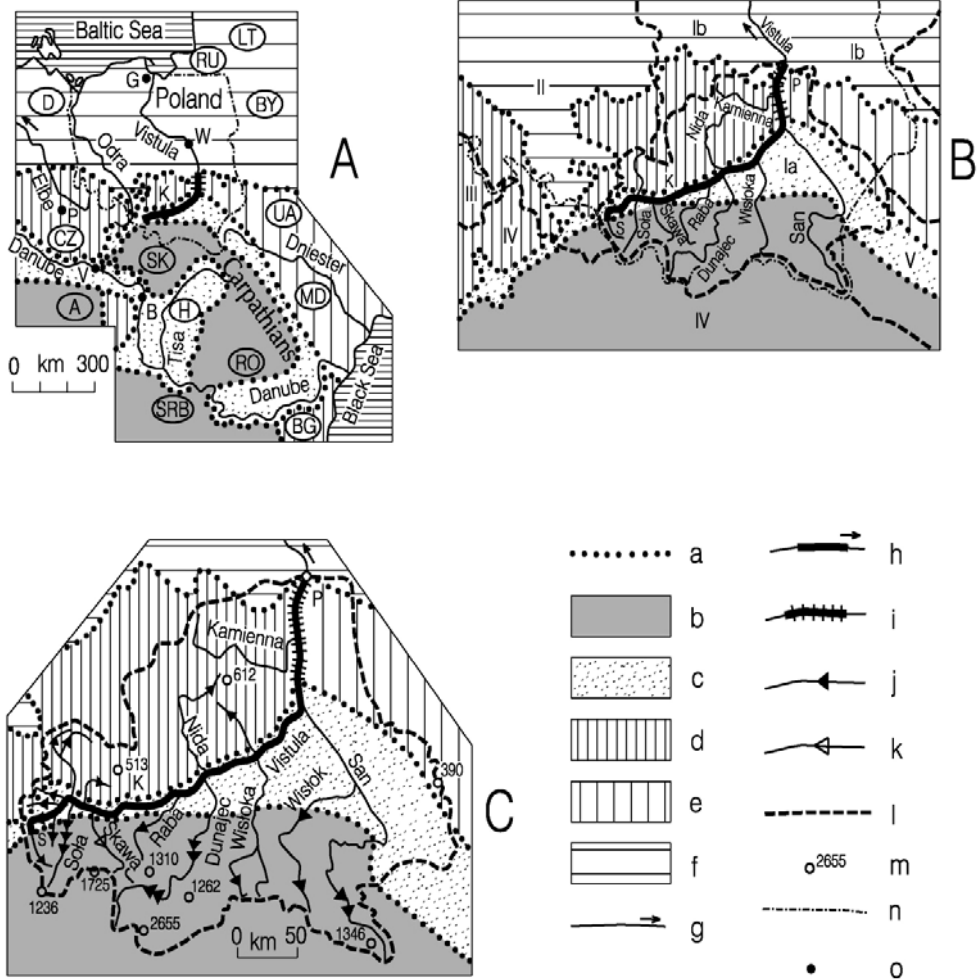 Baltic Sea
LT
RU
G
Poland
D
BY
Vistula
W
Odra
A
Elbe
K
P
UA
CZ
Dniester
Danube
V
SK
Carpathians
A
B
H
MD
Tisa
RO
0 km 300
Danube
Black Sea
SRB
BG
Ib
Vistula
Ib
II
P
B
Kamienna
Nida
III
Ia
K
IV
S
Soła
Skawa
Raba
Wisłoka
San
Dunajec
V
IV
P
Kamienna
612
Nida
513
K
Vistula
San
390
Wisłok
C
S
Soła
Skawa
Raba
Dunajec
Wisłoka
1310
1725
1262
1236
2655
0 km 50
1346
a
b
c
d
e
f
g
h
i
j
k
l
2655
m
n
o